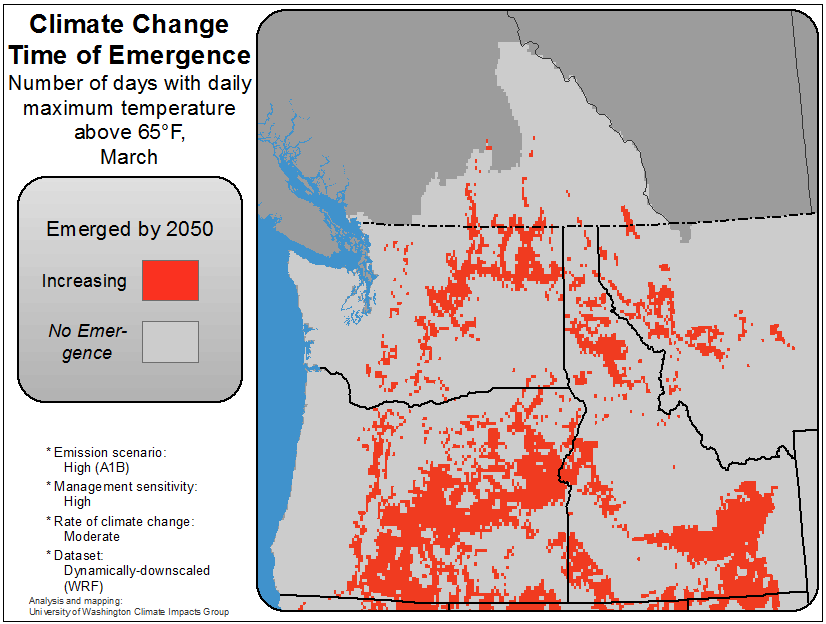 Climate Change
Time of Emergence
Number of days with daily
maximum temperature
above 65°F,
March
Emerged by 2050
Increasing
No Emer-
gence
* Emission scenario:
High (A1B)
* Management sensitivity:
High
* Rate of climate change:
Moderate
* Dataset:
Dynamically-downscaled
(WRF)
Analysis and mapping:
University of Washington Climate Impacts Group